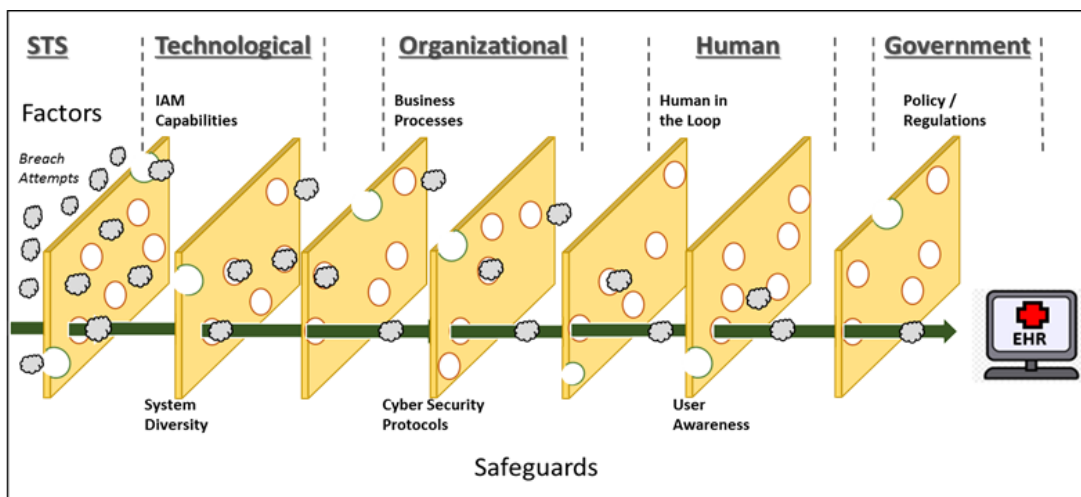 STS
Technological
Organizational
Human
Government
Factors
IAM
Capabilities
Business
Processes
Human in
the Loop
Policy /
Regulations
Breach
Attempts
EHR
System
Diversity
Cyber Security
Protocols
User
Awareness
Safeguards